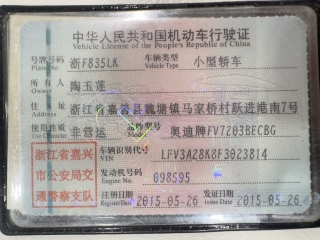 中华人民共和国机动车行驶证
Vehicle License of the People's Republic of China
号牌号码 浙F835LK 车辆类型 小型轿车
Plate No. Vehicle Type
所有人 陶玉莲
Owner
住址 浙江省嘉善县魏塘镇马家桥村跃进港南7号
Address
使用性质 非营运 奥迪牌FV7203BECBG
Use Character Model
浙江省嘉兴 车辆识别代号 LFV3A28K8F3023814
市公安局交 VIN
通警察支队 发动机号码 098595
Engine No.
注册日期 2015-05-26 发证日期 2015-05-26
Register Date Issue Date